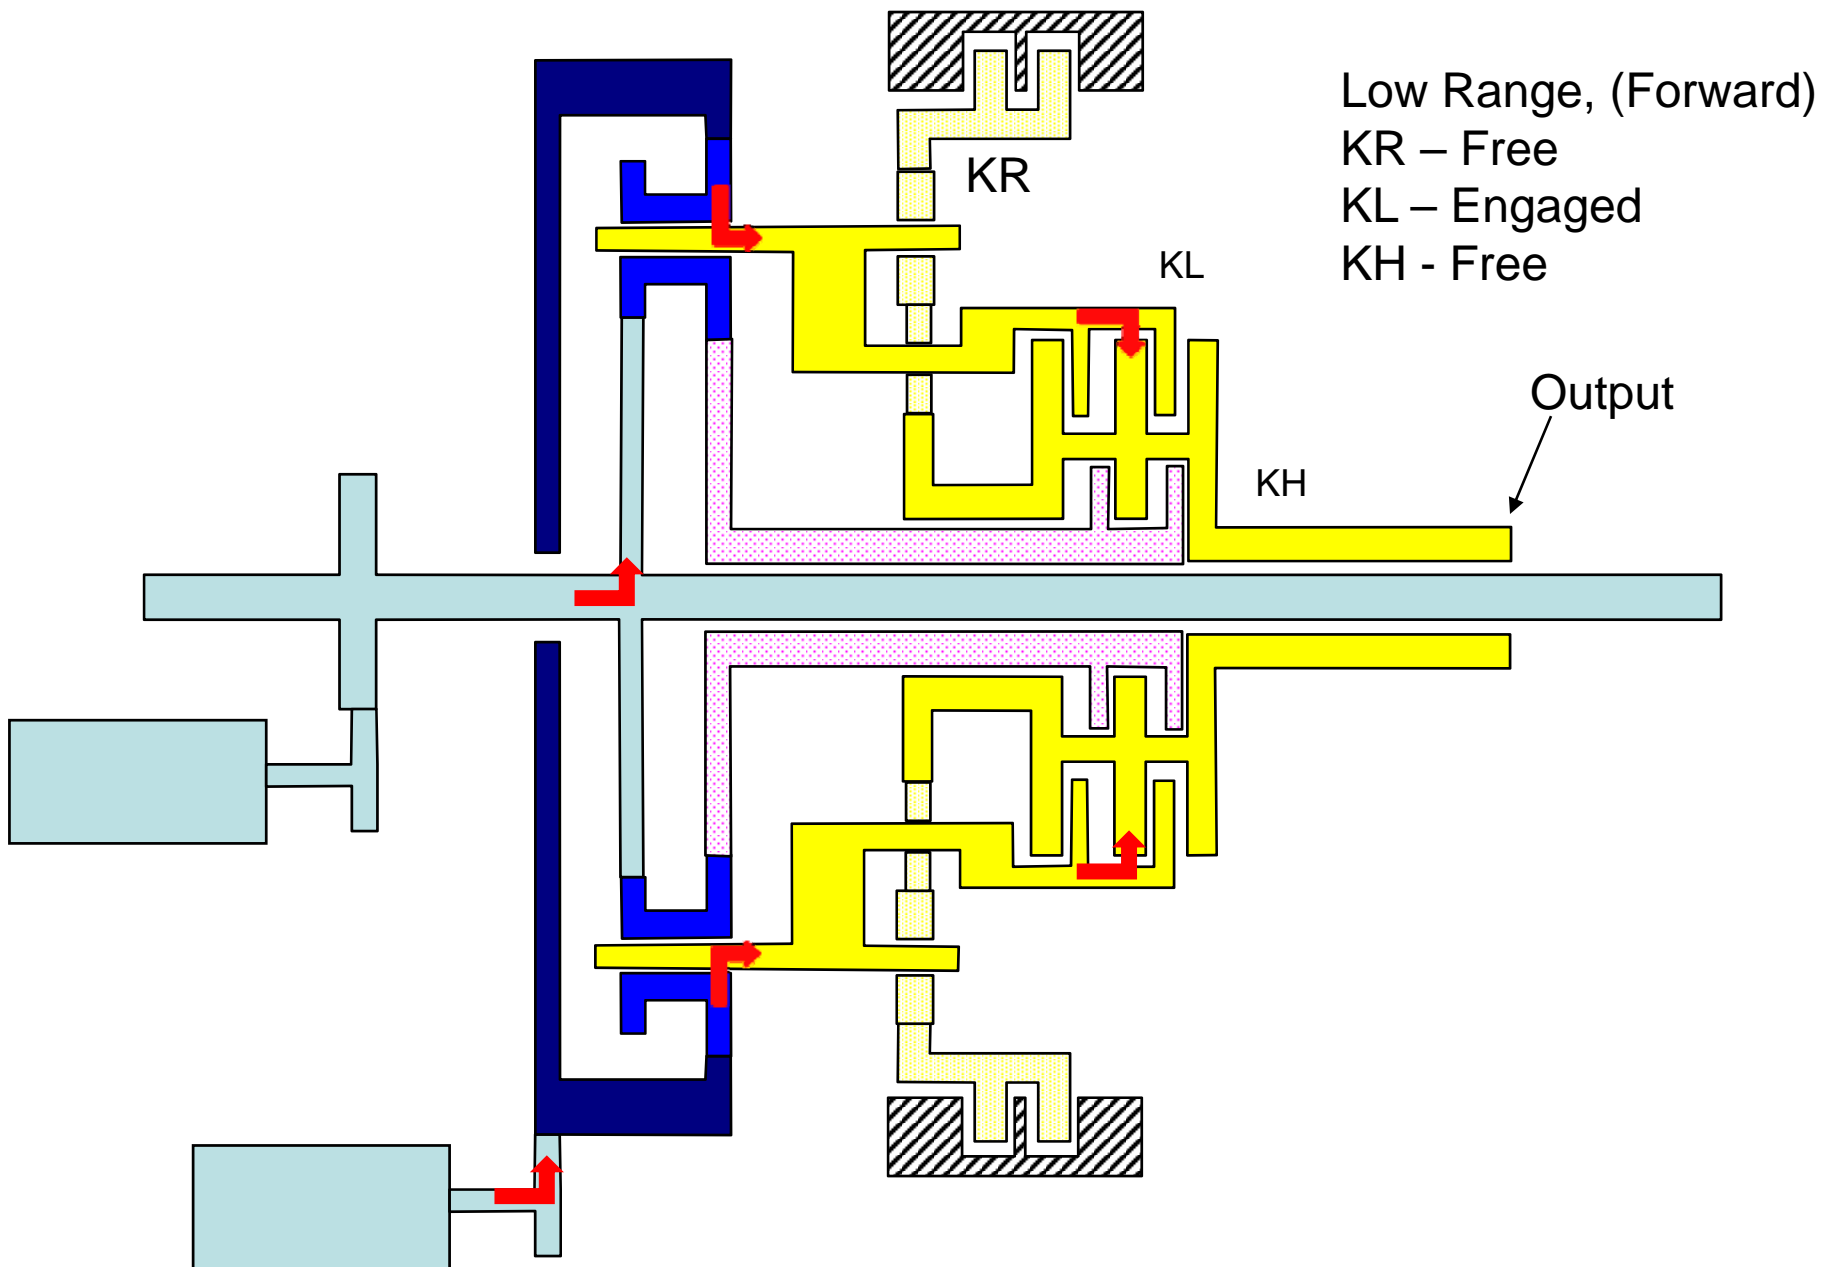 Low Range, (Forward)
KR – Free
KL – Engaged
KH - Free
KR
KL
Output
KH